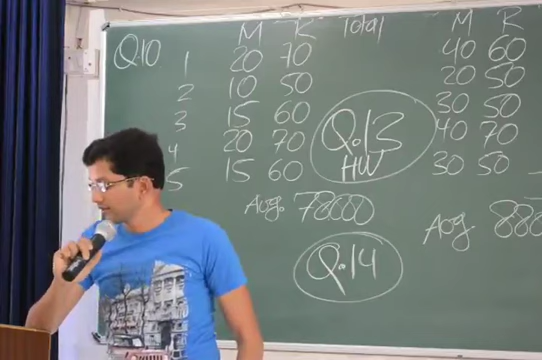 M R Total M R
Q10 1 20 70 40 60
2 10 50 20 50
3 15 60 30 50
4 20 70 40 70
5 15 60 30 50
Q.13
HW
Avg. 78000 Avg 880
Q.14